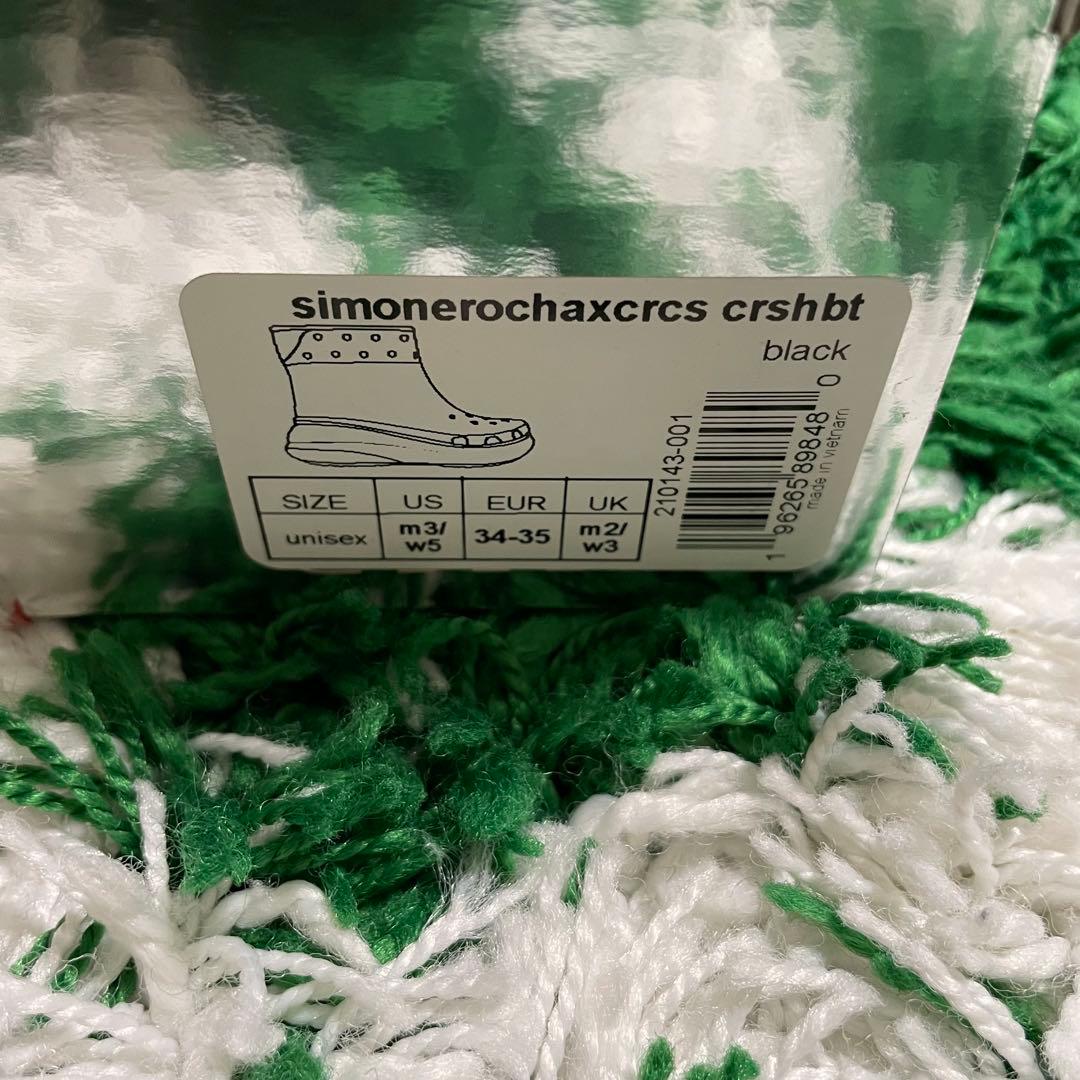 simonerochaxcrcs crshbt
black
SIZE US EUR UK
unisex m3/ w5 34-35 m2/ w3
210143-001
1 96265 89848 0
made in vietnam